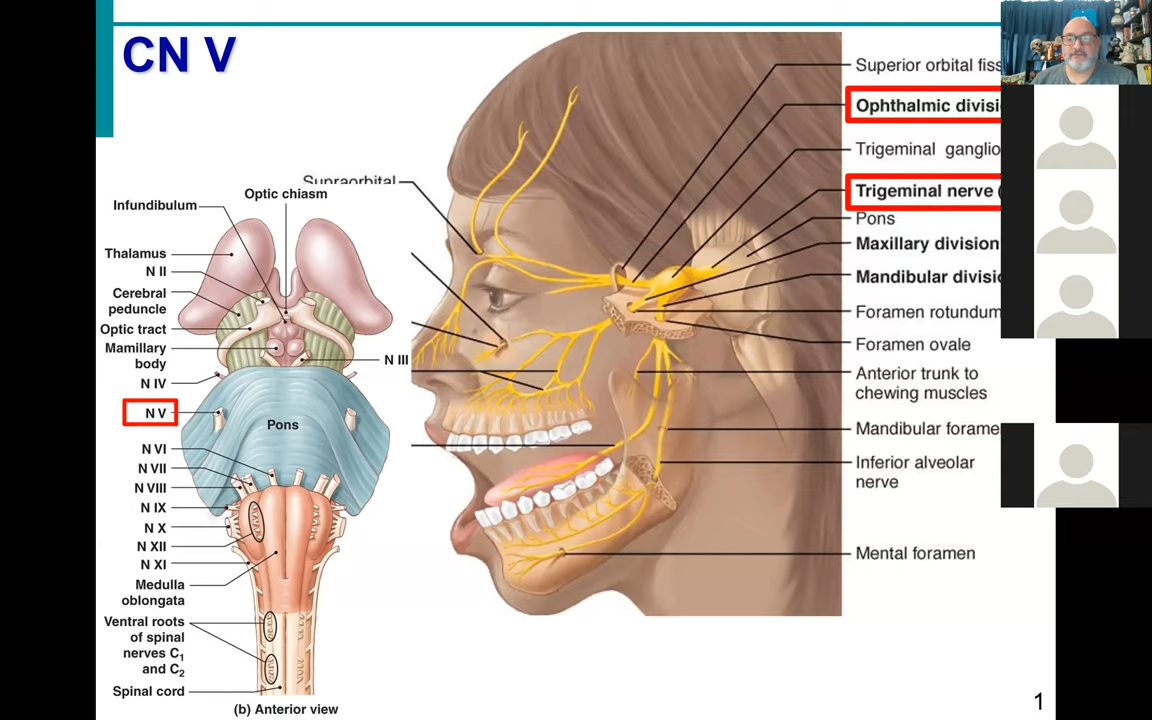 CN V
Supraorbital
Optic chiasm
Infundibulum
Thalamus
N II
Cerebral
peduncle
Optic tract
Mamillary
body
N IV
N III
N V
Pons
N VI
N VII
N VIII
N IX
N X
N XII
N XI
Medulla
oblongata
Ventral roots
of spinal
nerves C₁
and C₂
Spinal cord
(b) Anterior view
Superior orbital fiss
Ophthalmic divisi
Trigeminal ganglio
Trigeminal nerve (
Pons
Maxillary division
Mandibular divisio
Foramen rotundum
Foramen ovale
Anterior trunk to
chewing muscles
Mandibular forame
Inferior alveolar
nerve
Mental foramen
1